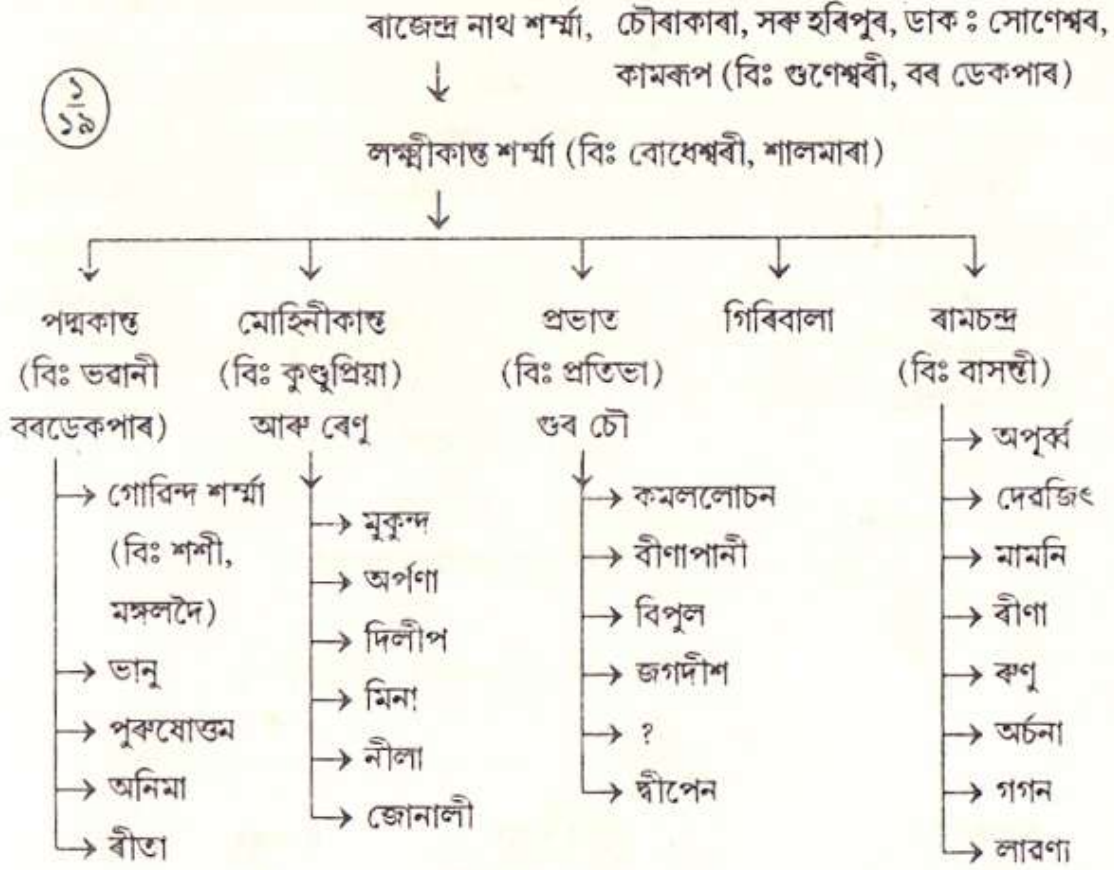 ৰাজেন্দ্ৰ নাথ শৰ্ম্মা, চৌৰাকাৰা, সৰু হৰিপুৰ, ডাক : সোণেশ্বৰ,
কামৰূপ (বিঃ গুণেশ্বৰী, বৰ ডেকপাৰ)
১
১৯
লক্ষ্মীকান্ত শৰ্ম্মা (বিঃ বোধেশ্বৰী, শালমাৰা)
পদ্মকান্ত
(বিঃ ভৱানী
বৰডেকপাৰ)
গোৱিন্দ শৰ্ম্মা
(বিঃ শশী,
মঙ্গলদৈ)
ভানু
পুৰুষোত্তম
অনিমা
ৰীতা
মোহিনীকান্ত
(বিঃ কুণ্ডুপ্ৰিয়া)
আৰু ৰেণু
মুকুন্দ
অৰ্পণা
দিলীপ
মিনা
নীলা
জোনালী
প্ৰভাত
(বিঃ প্ৰতিভা)
গুৰ চৌ
কমললোচন
বীণাপানী
বিপুল
জগদীশ
?
দ্বীপেন
গিৰিবালা
ৰামচন্দ্ৰ
(বিঃ বাসন্তী)
অপূৰ্ব্ব
দেৱজিৎ
মামনি
ৰীণা
ৰুণু
অৰ্চনা
গগন
লাৱণ্য